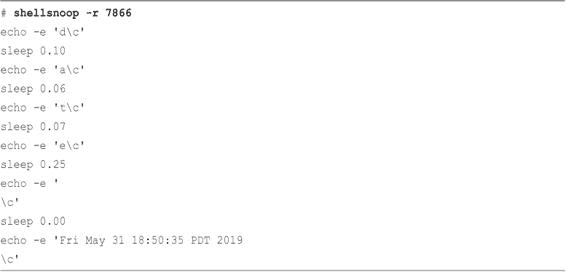 # shellsnoop -r 7866
echo -e 'd\c'
sleep 0.10
echo -e 'a\c'
sleep 0.06
echo -e 't\c'
sleep 0.07
echo -e 'e\c'
sleep 0.25
echo -e '
\c'
sleep 0.00
echo -e 'Fri May 31 18:50:35 PDT 2019
\c'